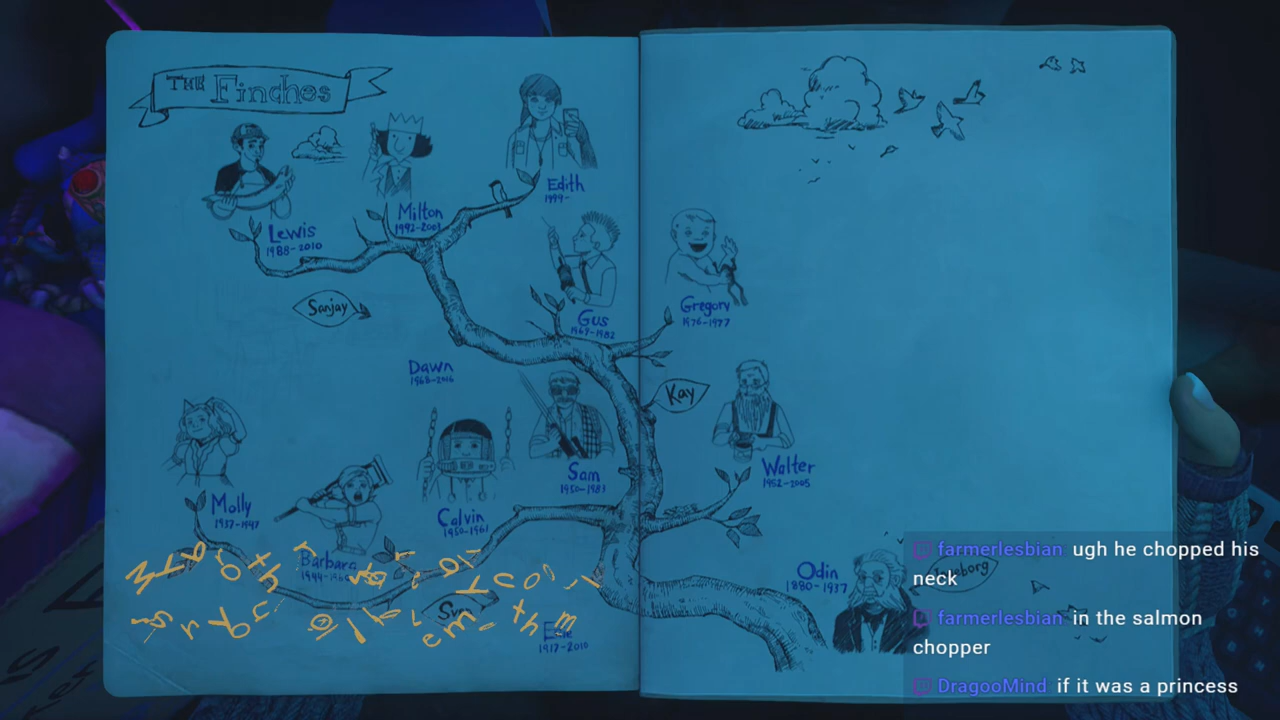 THE Finches
Edith
1999-
Milton
1992-2003
Lewis
1988-2010
Sanjay
Gus
1969-1982
Gregory
1976-1977
Dawn
1968-2016
Kay
Sam
1950-1983
Walter
1952-2005
Molly
1937-1947
Calvin
1950-1961
Barbara
Odin
1880-1937
1917-2010
farmerlesbian ugh he chopped his
neck
farmerlesbian in the salmon
chopper
DragooMind if it was a princess